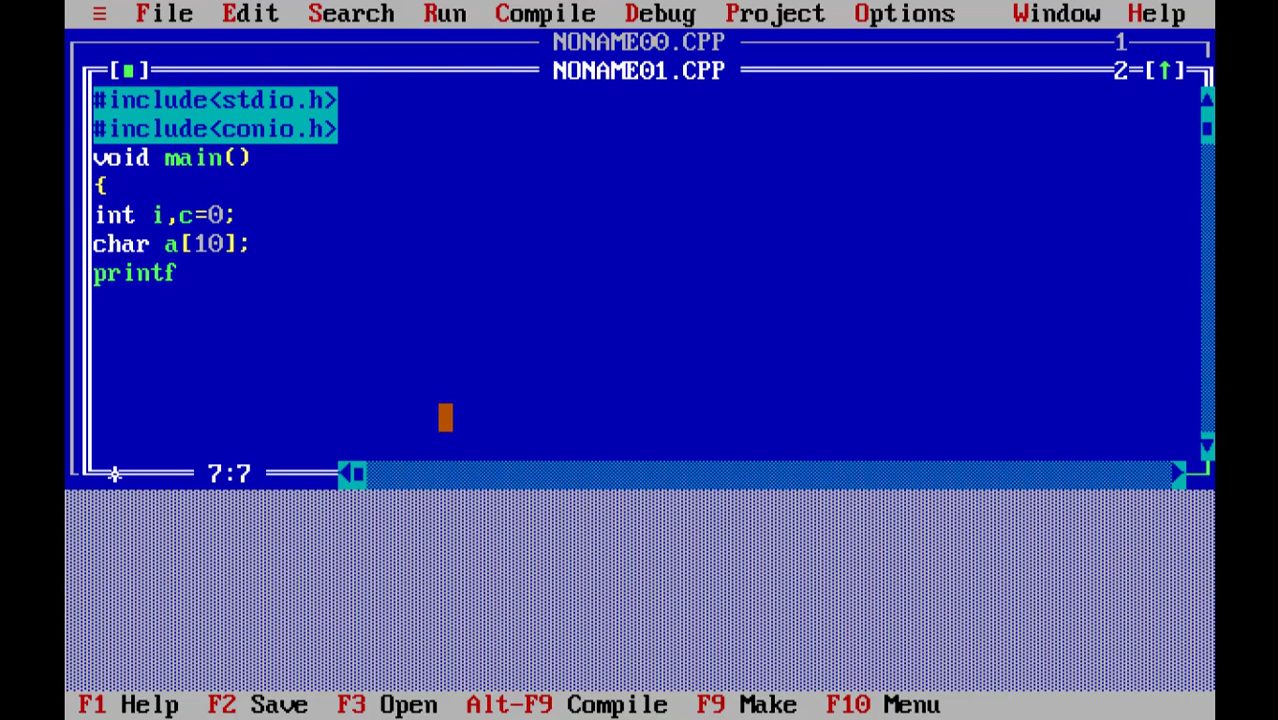 ≡ File Edit Search Run Compile Debug Project Options Window Help
NONAME00.CPP 1
[■] NONAME01.CPP 2=[↑]
#include<stdio.h>
#include<conio.h>
void main()
{
int i,c=0;
char a[10];
printf
7:7
F1 Help F2 Save F3 Open Alt-F9 Compile F9 Make F10 Menu